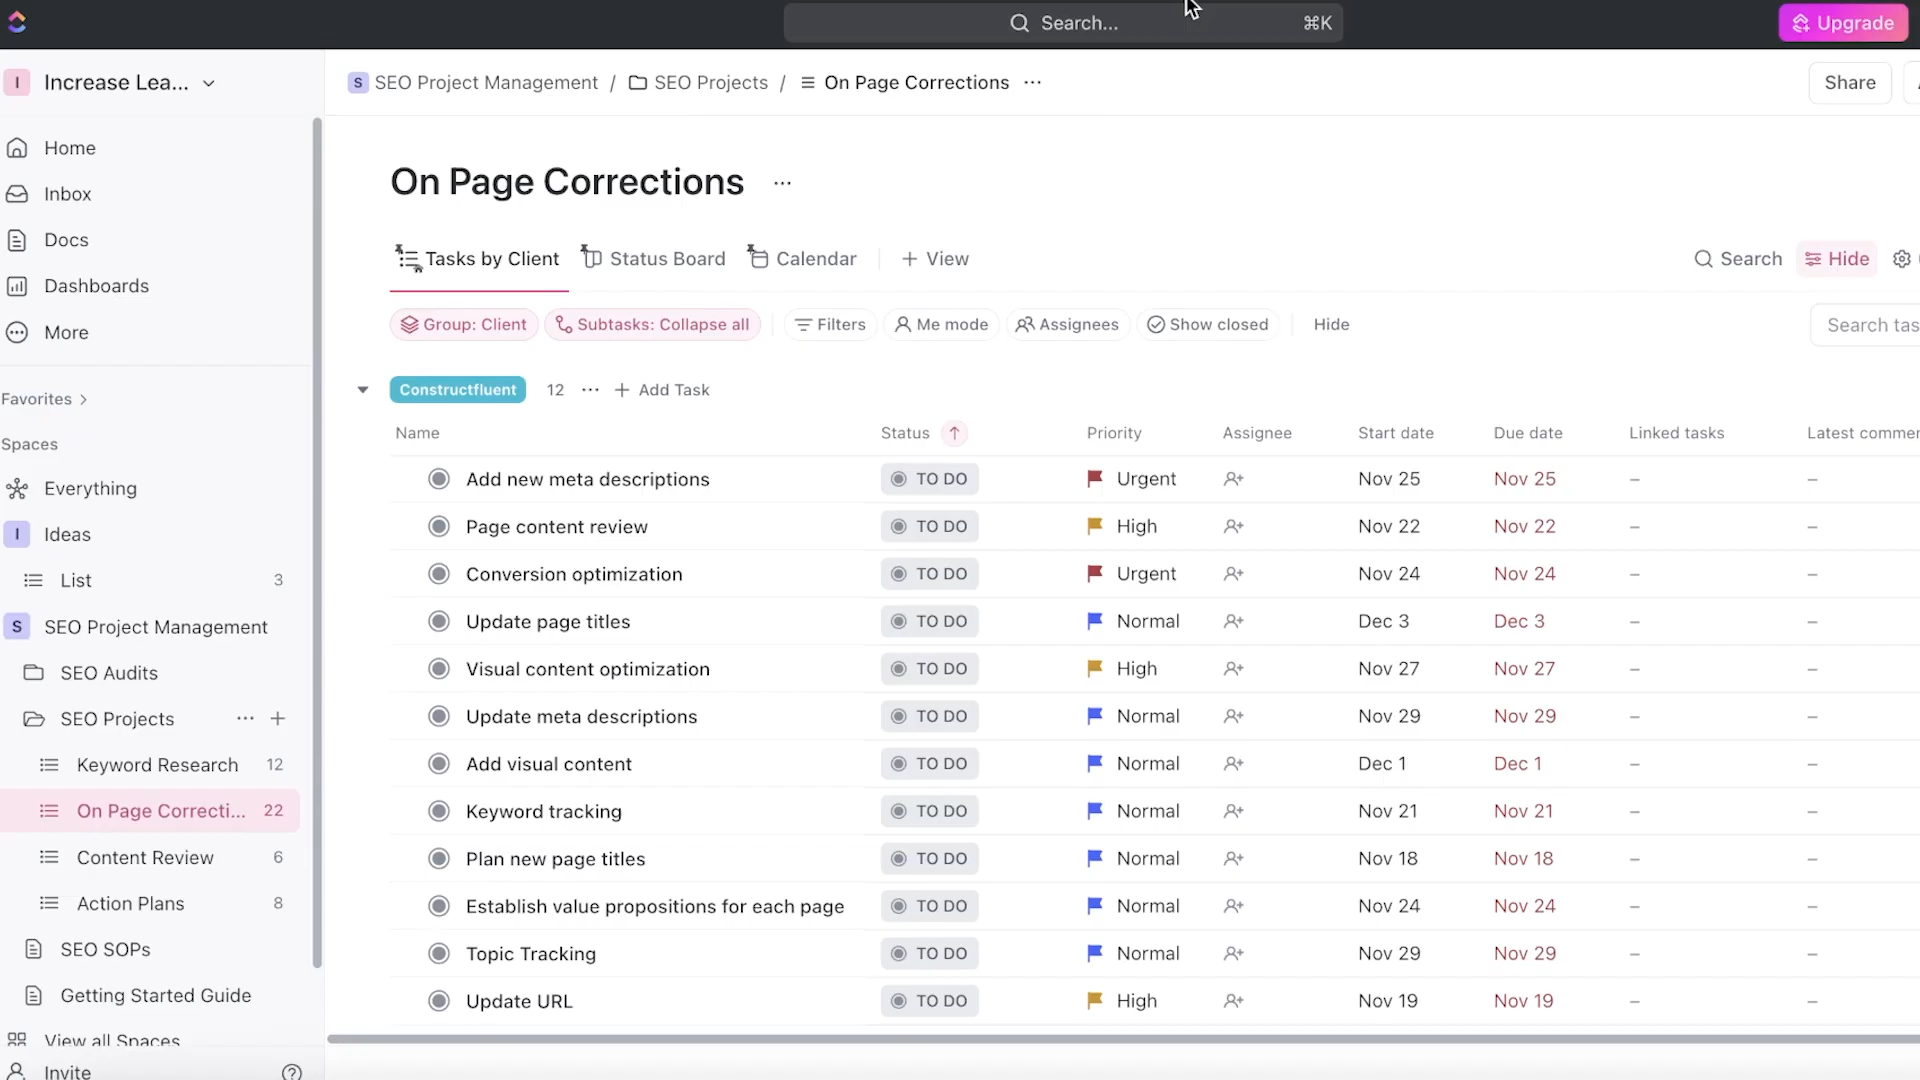 Search... ⌘K
Upgrade
I Increase Lea...
S SEO Project Management / SEO Projects / On Page Corrections ...
Share
Home
Inbox
Docs
Dashboards
More
Favorites
Spaces
Everything
I Ideas
List 3
S SEO Project Management
SEO Audits
SEO Projects ... +
Keyword Research 12
On Page Correcti... 22
Content Review 6
Action Plans 8
SEO SOPs
Getting Started Guide
View all Spaces
Invite
On Page Corrections ...
Tasks by Client Status Board Calendar + View
Search Hide
Group: Client Subtasks: Collapse all Filters Me mode Assignees Show closed Hide
Search tas
Constructfluent 12 ... + Add Task
Name Status Priority Assignee Start date Due date Linked tasks Latest commen
Add new meta descriptions TO DO Urgent Nov 25 Nov 25 – –
Page content review TO DO High Nov 22 Nov 22 – –
Conversion optimization TO DO Urgent Nov 24 Nov 24 – –
Update page titles TO DO Normal Dec 3 Dec 3 – –
Visual content optimization TO DO High Nov 27 Nov 27 – –
Update meta descriptions TO DO Normal Nov 29 Nov 29 – –
Add visual content TO DO Normal Dec 1 Dec 1 – –
Keyword tracking TO DO Normal Nov 21 Nov 21 – –
Plan new page titles TO DO Normal Nov 18 Nov 18 – –
Establish value propositions for each page TO DO Normal Nov 24 Nov 24 – –
Topic Tracking TO DO Normal Nov 29 Nov 29 – –
Update URL TO DO High Nov 19 Nov 19 – –